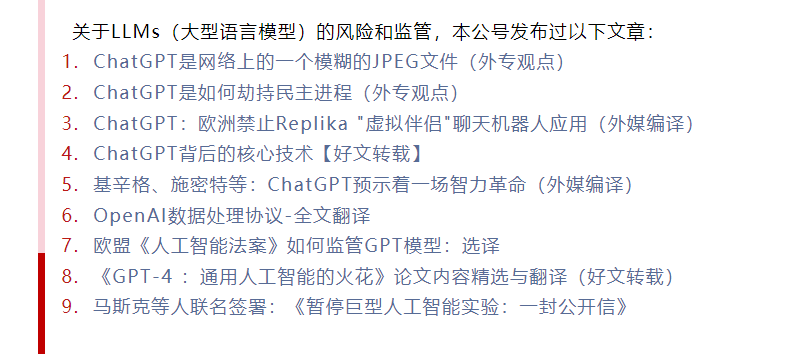 关于LLMs（大型语言模型）的风险和监管，本公号发布过以下文章：
1. ChatGPT是网络上的一个模糊的JPEG文件（外专观点）
2. ChatGPT是如何劫持民主进程（外专观点）
3. ChatGPT：欧洲禁止Replika "虚拟伴侣"聊天机器人应用（外媒编译）
4. ChatGPT背后的核心技术【好文转载】
5. 基辛格、施密特等：ChatGPT预示着一场智力革命（外媒编译）
6. OpenAI数据处理协议-全文翻译
7. 欧盟《人工智能法案》如何监管GPT模型：选译
8. 《GPT-4 ：通用人工智能的火花》论文内容精选与翻译（好文转载）
9. 马斯克等人联名签署：《暂停巨型人工智能实验：一封公开信》